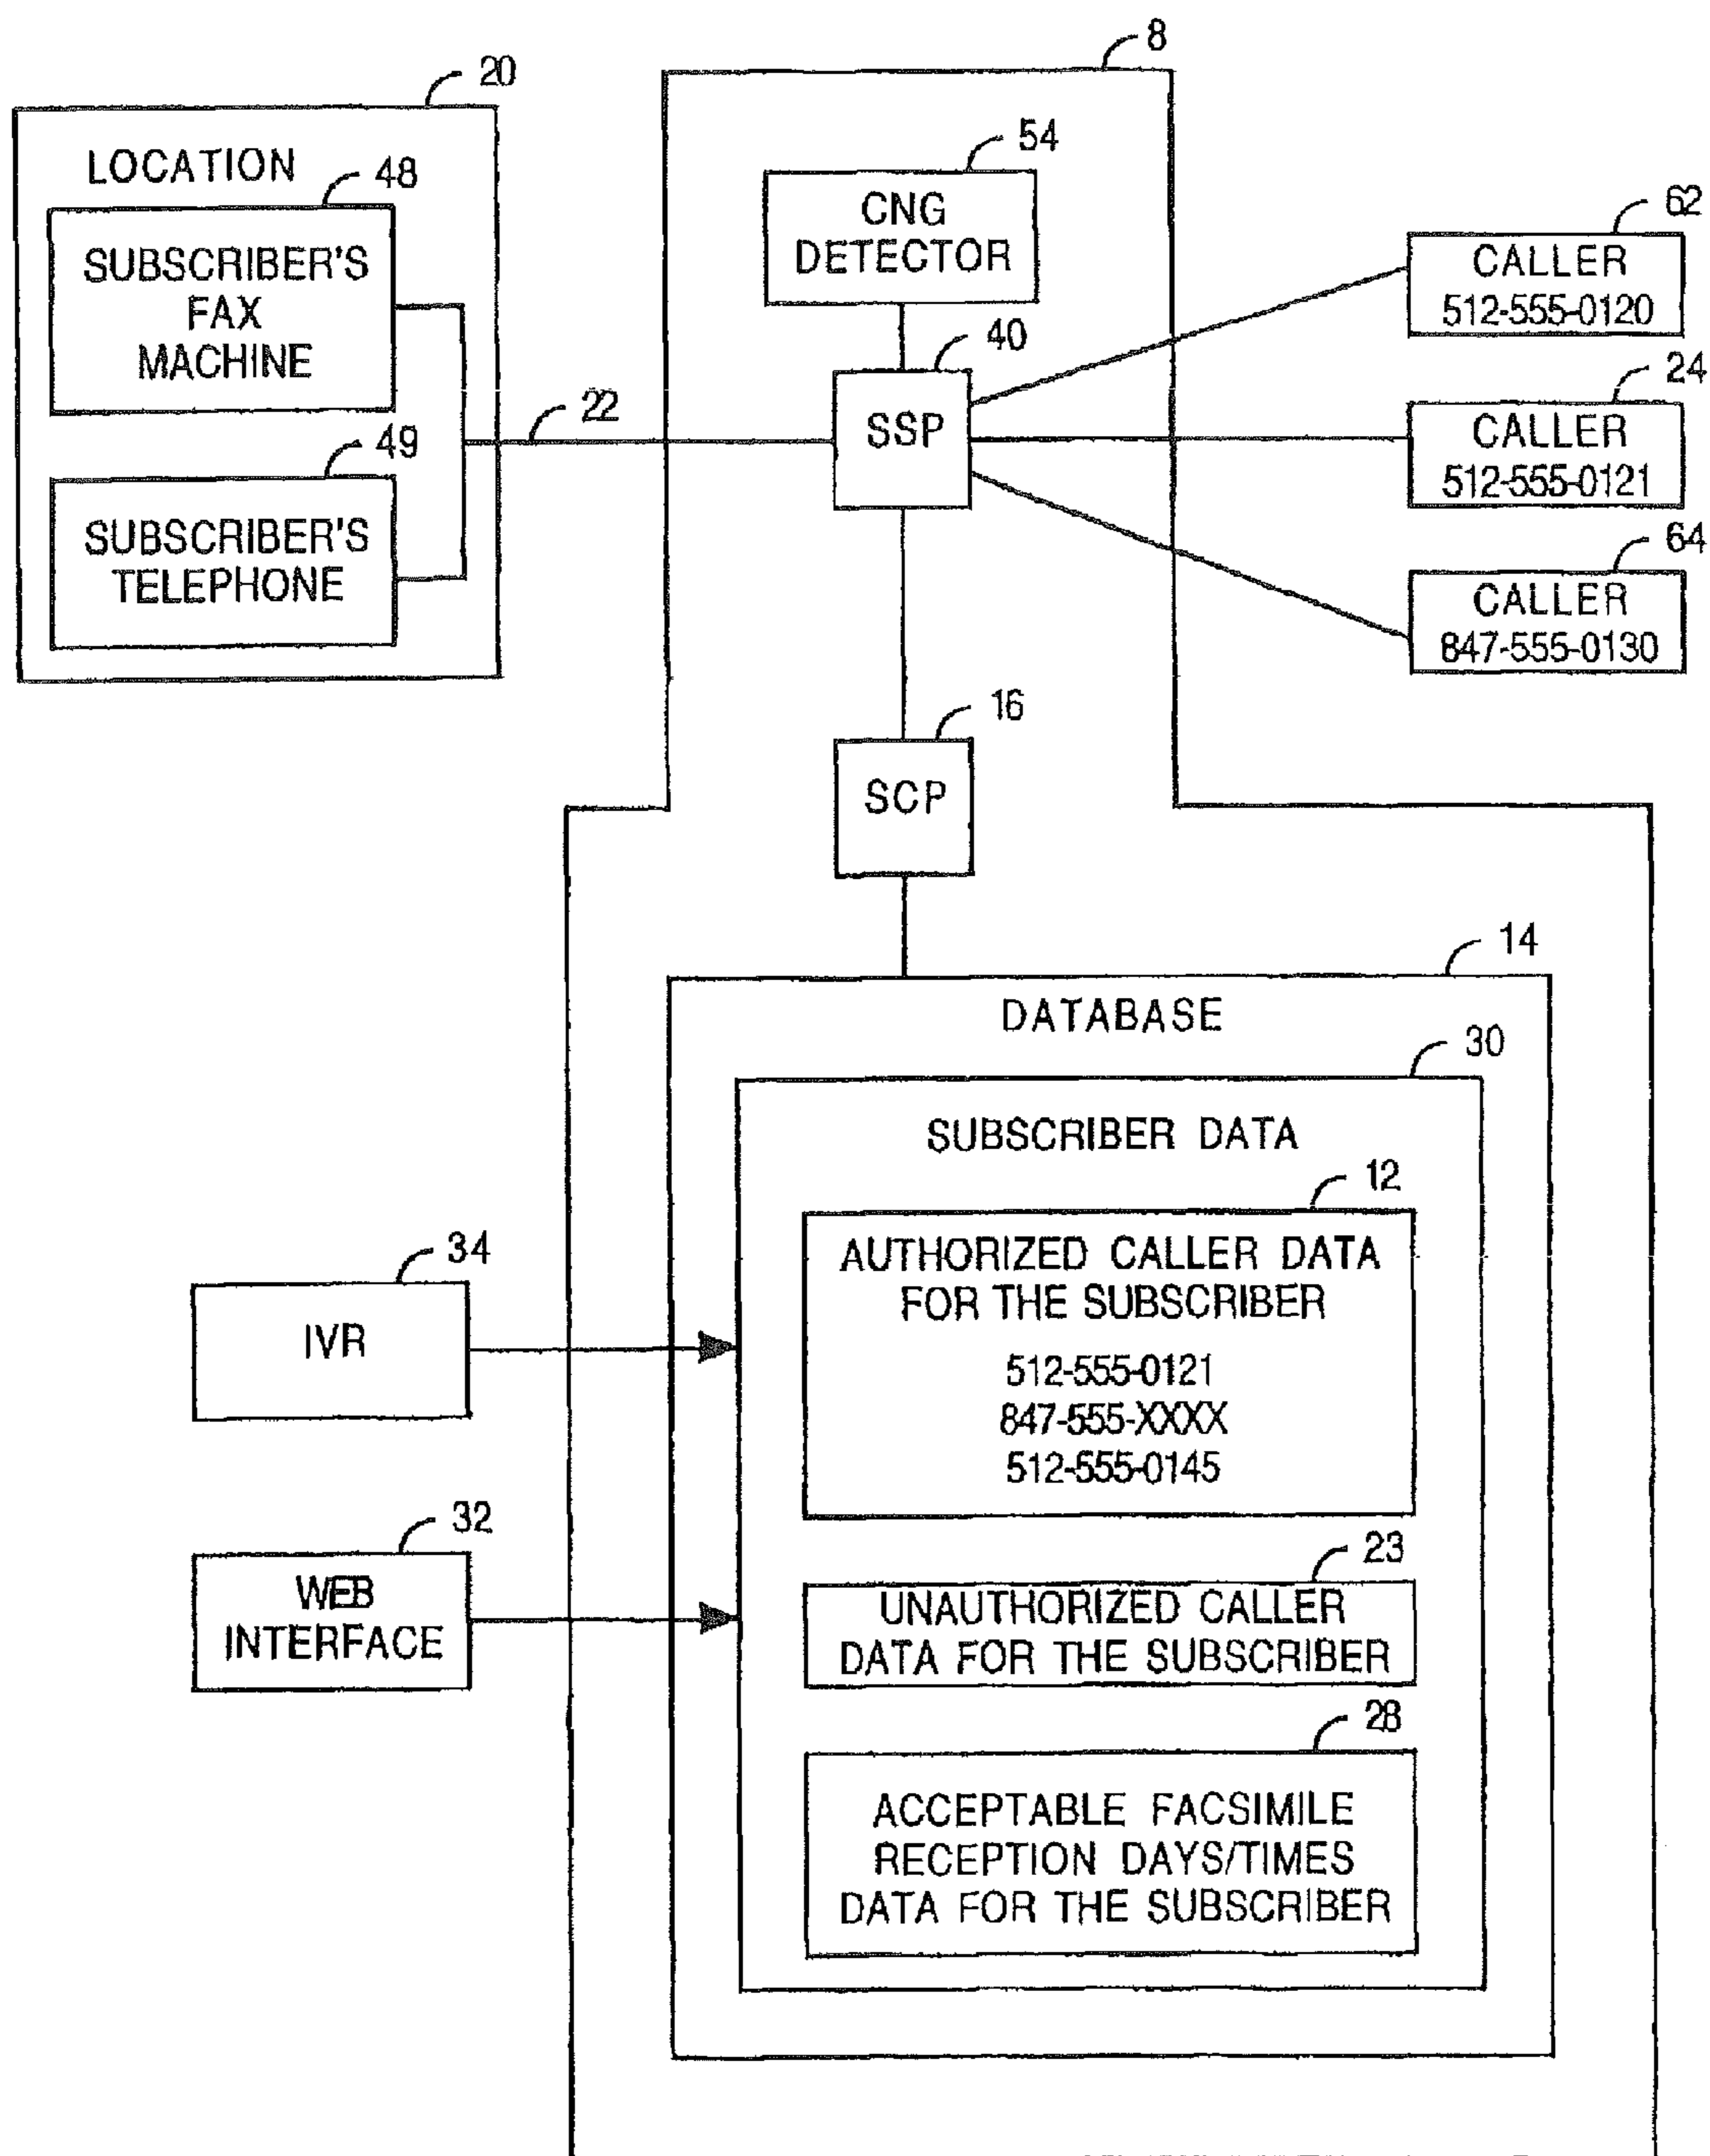 8
20
LOCATION
48
SUBSCRIBER'S
FAX
MACHINE
49
SUBSCRIBER'S
TELEPHONE
22
54
CNG
DETECTOR
40
SSP
62
CALLER
512-555-0120
24
CALLER
512-555-0121
64
CALLER
847-555-0130
16
SCP
14
DATABASE
30
SUBSCRIBER DATA
12
AUTHORIZED CALLER DATA
FOR THE SUBSCRIBER
512-555-0121
847-555-XXXX
512-555-0145
34
IVR
32
WEB
INTERFACE
23
UNAUTHORIZED CALLER
DATA FOR THE SUBSCRIBER
28
ACCEPTABLE FACSIMILE
RECEPTION DAYS/TIMES
DATA FOR THE SUBSCRIBER